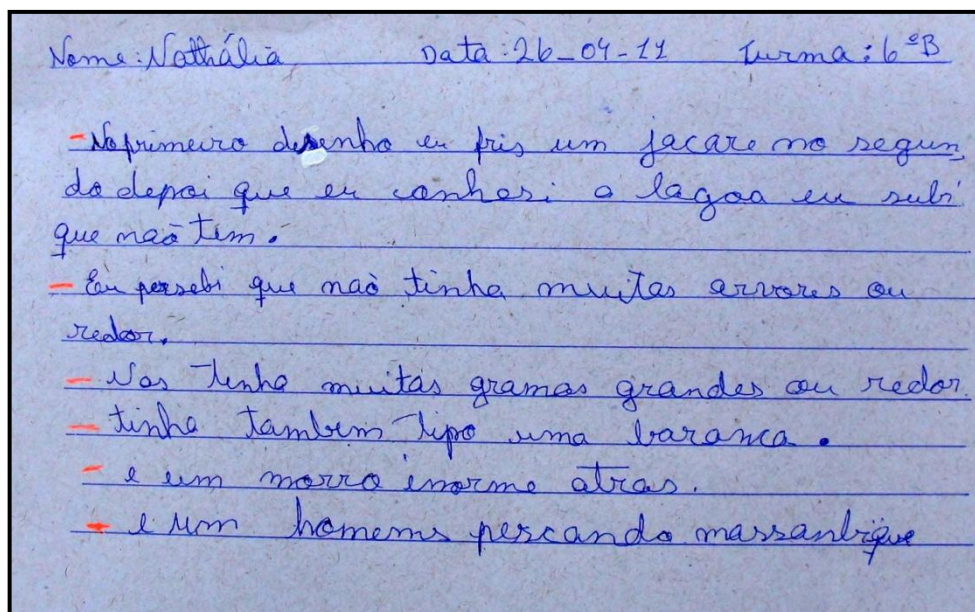 Nome: Nathália Data: 26-04-11 Turma: 6ºB
- No primeiro desenho eu fris um jacare no segun
do depoi que eu conhesi a lagoa eu subi
que naõ tem.
- Eu persebi que naõ tinha muitas arvores ou
redor.
- Nas tinha muitas gramas grandes ou redor.
- tinha tambem tipo uma baranca.
- e um morro inorme atras.
- e um homems pescando massanbique